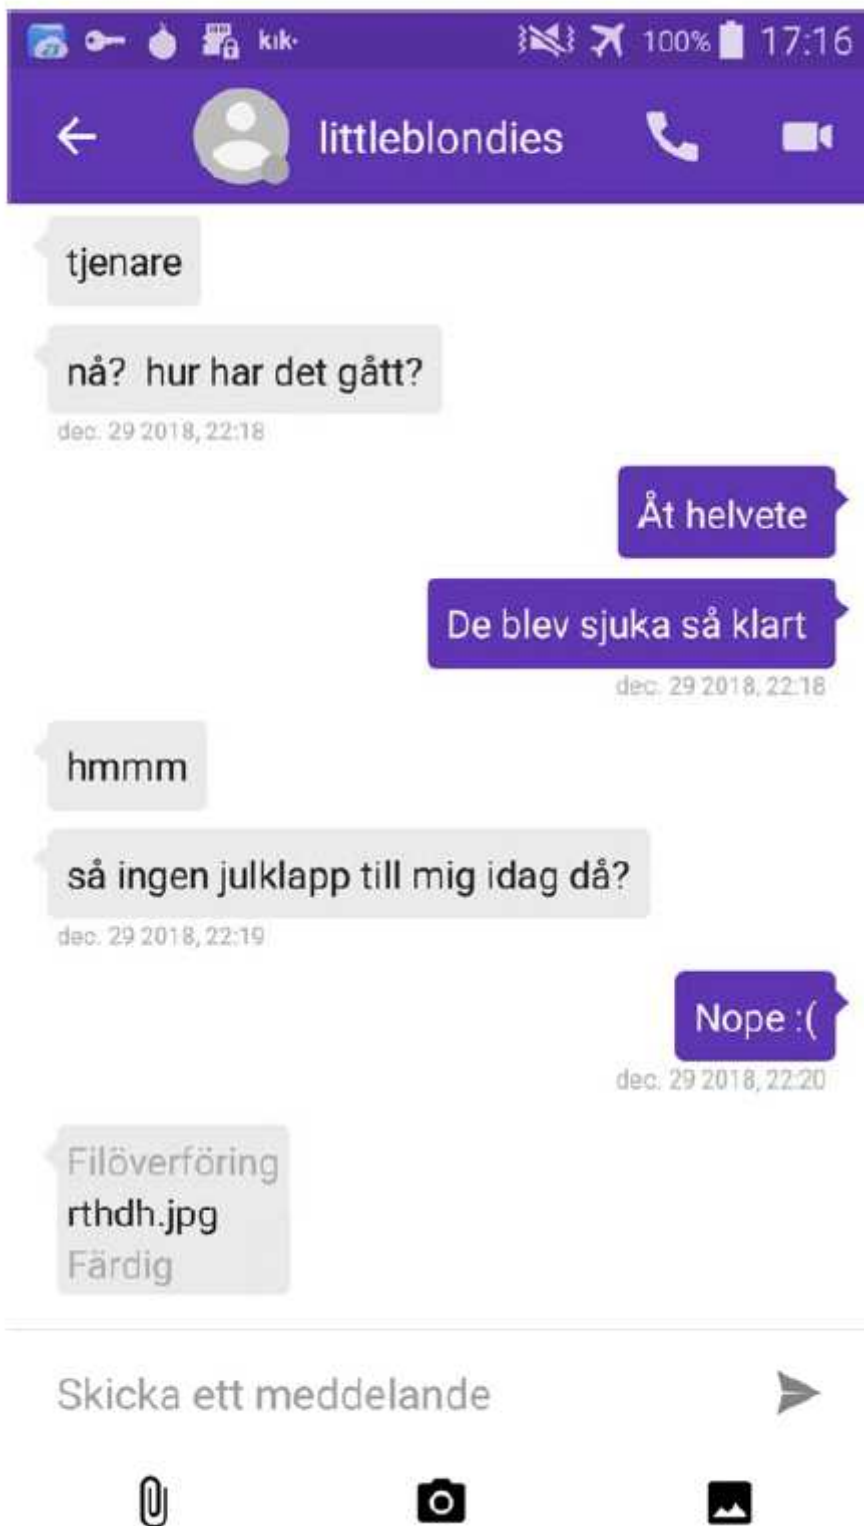 kik·
100% 17:16
littleblondies
tjenare
nå? hur har det gått?
dec. 29 2018, 22:18
Åt helvete
De blev sjuka så klart
dec. 29 2018, 22:18
hmmm
så ingen julklapp till mig idag då?
dec. 29 2018, 22:19
Nope :(
dec. 29 2018, 22:20
Filöverföring
rthdh.jpg
Färdig
Skicka ett meddelande